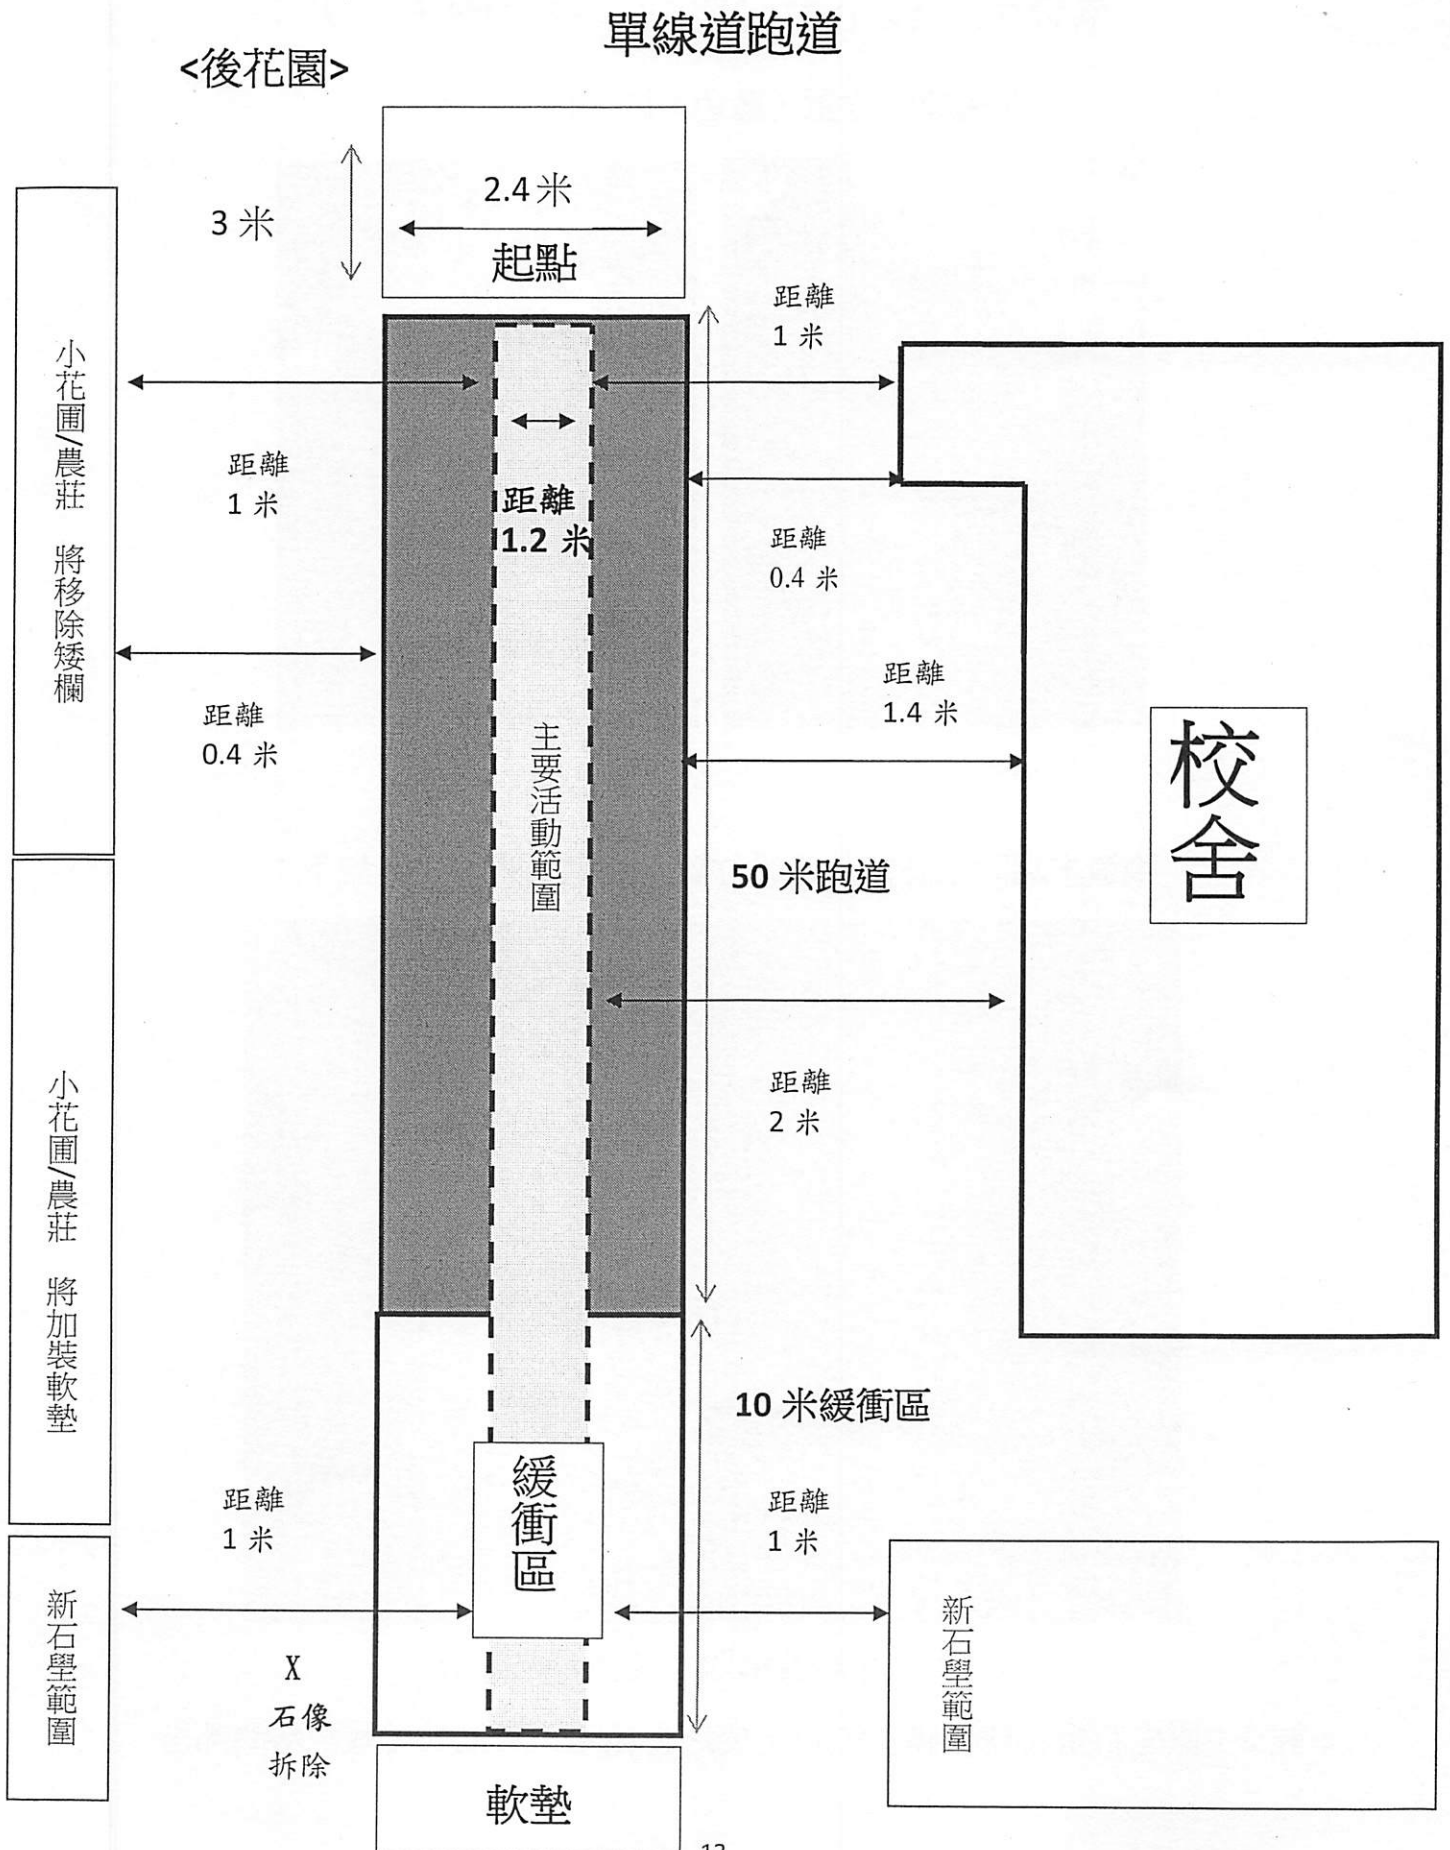 單線道跑道
<後花園>
3 米
2.4 米
起點
距離
1 米
小花圃/農莊 將移除矮欄
距離
1 米
距離
1.2 米
距離
0.4 米
距離
0.4 米
距離
1.4 米
主要活動範圍
校舍
50 米跑道
小花圃/農莊 將加裝軟墊
距離
2 米
10 米緩衝區
緩衝區
距離
1 米
距離
1 米
新石壆範圍
新石壆範圍
X
石像
拆除
軟墊